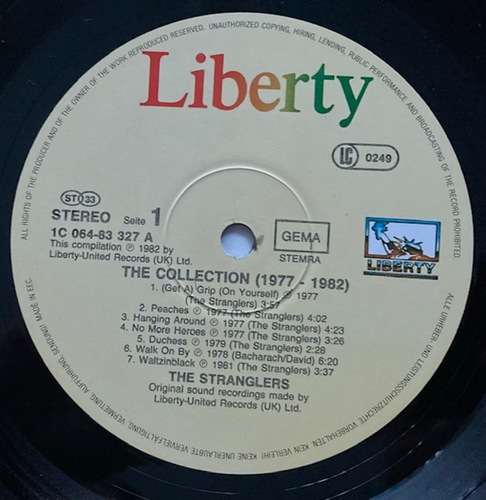 ALL RIGHTS OF THE PRODUCER AND OF THE OWNER OF THE WORK REPRODUCED RESERVED. UNAUTHORIZED COPYING, HIRING, LENDING, PUBLIC PERFORMANCE AND BROADCASTING OF THE RECORD PROHIBITED.
Liberty
LC 0249
ST 33
STEREO Seite 1
1C 064-83 327 A
This compilation ℗ 1982 by
Liberty-United Records (UK) Ltd.
GEMA
STEMRA
LIBERTY
THE COLLECTION (1977 - 1982)
1. (Get A) Grip (On Yourself) ℗ 1977
(The Stranglers) 3:57
2. Peaches ℗ 1977 (The Stranglers) 4:02
3. Hanging Around ℗ 1977 (The Stranglers) 4:23
4. No More Heroes ℗ 1977 (The Stranglers) 3:26
5. Duchess ℗ 1979 (The Stranglers) 2:28
6. Walk On By ℗ 1978 (Bacharach/David) 6:20
7. Waltzinblack ℗ 1981 (The Stranglers) 3:37
THE STRANGLERS
Original sound recordings made by
Liberty-United Records (UK) Ltd.
ALLE URHEBER- UND LEISTUNGSSCHUTZRECHTE VORBEHALTEN. KEIN VERLEIH! KEINE UNERLAUBTE VERVIELFÄLTIGUNG, VERMIETUNG, AUFFÜHRUNG, SENDUNG! MADE IN EEC.